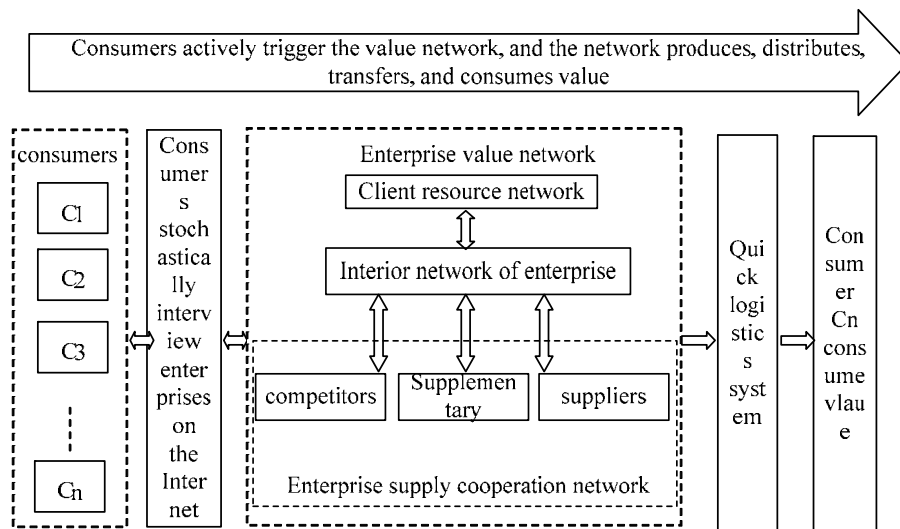 Consumers actively trigger the value network, and the network produces, distributes,
transfers, and consumes value
consumers
C1
C2
C3
Cn
Cons
umer
s
stoch
astica
lly
interv
iew
enter
prises
on
the
Inter
net
Enterprise value network
Client resource network
Interior network of enterprise
competitors
Supplemen
tary
suppliers
Enterprise supply cooperation network
Qui
ck
logi
stic
s
syst
em
Con
sum
er
Cn
cons
ume
vlau
e